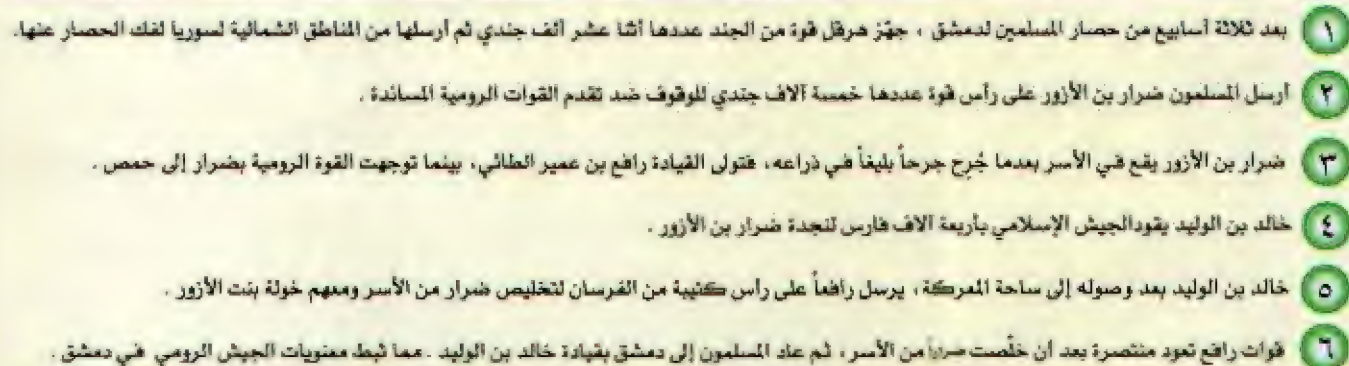 ١ بعد ثلاثة أسابيع من حصار المسلمين لدمشق ، جهّز هرقل قوة من الجند عددها أثنا عشر ألف جندي ثم أرسلها من المناطق الشمالية لسوريا لفك الحصار عنها.
٢ أرسل المسلمون ضرار بن الأزور على رأس قوة عددها خمسة آلاف جندي للوقوف ضد تقدم القوات الرومية المساندة .
٣ ضرار بن الأزور يقع في الأسر بعدما جُرح جرحاً بليغاً في ذراعه، فتولى القيادة رافع بن عمير الطائي، بينما توجهت القوة الرومية بضرار إلى حمص .
٤ خالد بن الوليد يقودالجيش الإسلامي بأربعة آلاف فارس لنجدة ضرار بن الأزور .
٥ خالد بن الوليد بعد وصوله إلى ساحة المعركة ، يرسل رافعاً على رأس كتيبة من الفرسان لتخليص ضرار من الأسر ومعهم خولة بنت الأزور .
٦ قوات رافع تعود منتصرة بعد أن خلّصت ضرباً من الأسر ، ثم عاد المسلمون إلى دمشق بقيادة خالد بن الوليد . مما ثبط معنويات الجيش الرومي في دمشق .